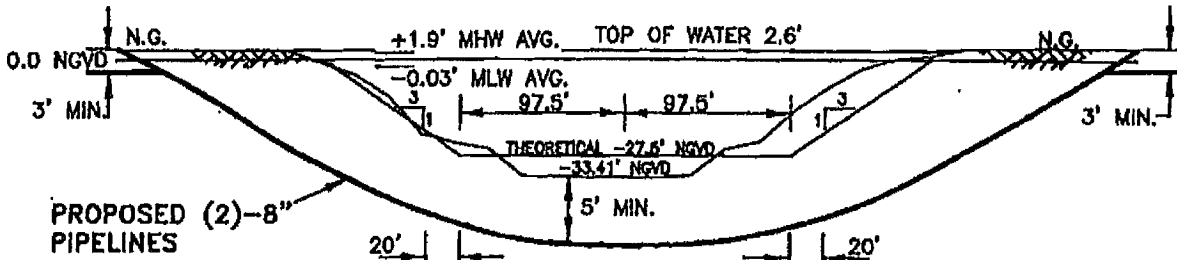 N.G.
+1.9' MHW AVG.
TOP OF WATER 2.6'
N.G.
0.0 NGVD
-0.03' MLW AVG.
3' MIN.
3
1
97.5'
97.5'
3
1
3' MIN.
THEORETICAL -27.6' NGVD
-33.41' NGVD
PROPOSED (2)-8"
PIPELINES
5' MIN.
20'
20'